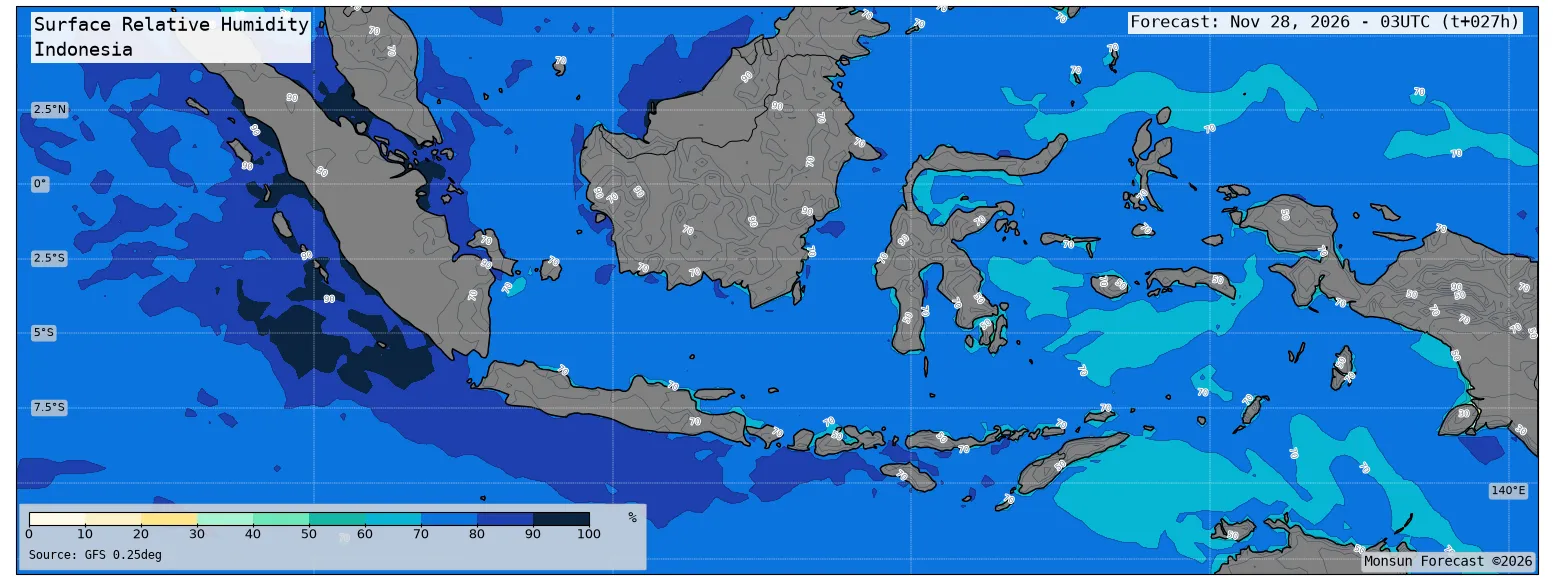 Surface Relative Humidity
Indonesia
Forecast: Nov 28, 2026 - 03UTC (t+027h)
2.5°N
0°
2.5°S
5°S
7.5°S
140°E
%
0 10 20 30 40 50 60 70 80 90 100
Source: GFS 0.25deg
Monsun Forecast ©2026